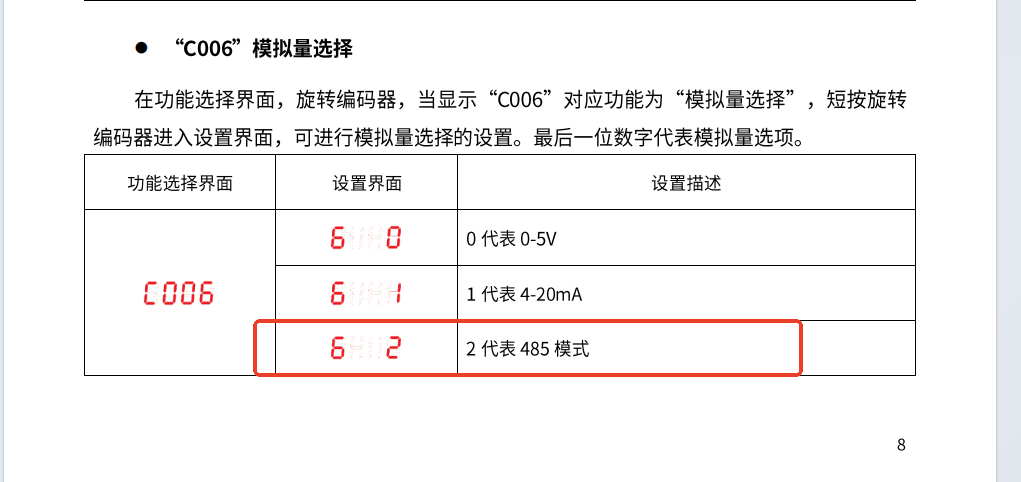 ● “C006”模拟量选择
在功能选择界面，旋转编码器，当显示“C006”对应功能为“模拟量选择”，短按旋转
编码器进入设置界面，可进行模拟量选择的设置。最后一位数字代表模拟量选项。
功能选择界面 设置界面 设置描述
6 0 0 代表 0-5V
C006 6 1 1 代表 4-20mA
6 2 2 代表 485 模式
8